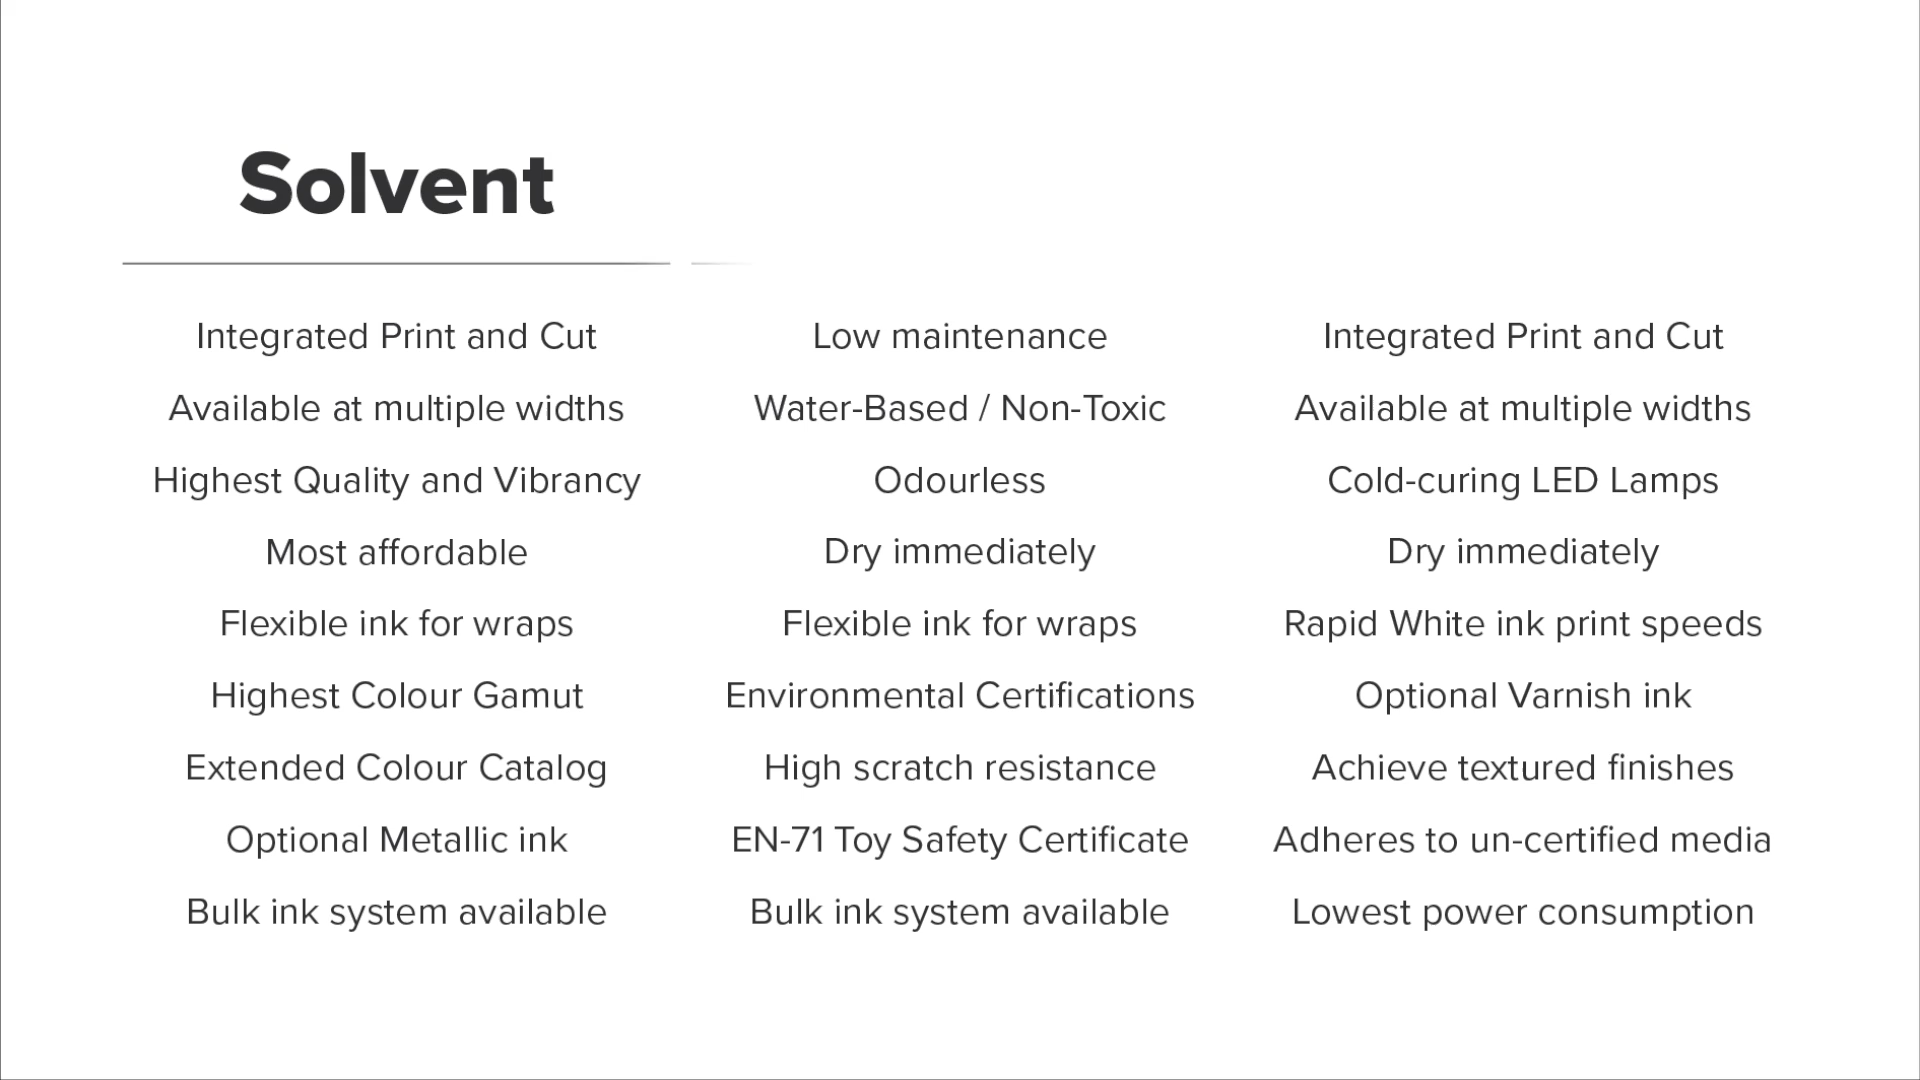 Solvent
Integrated Print and Cut
Available at multiple widths
Highest Quality and Vibrancy
Most affordable
Flexible ink for wraps
Highest Colour Gamut
Extended Colour Catalog
Optional Metallic ink
Bulk ink system available
Low maintenance
Water-Based / Non-Toxic
Odourless
Dry immediately
Flexible ink for wraps
Environmental Certifications
High scratch resistance
EN-71 Toy Safety Certificate
Bulk ink system available
Integrated Print and Cut
Available at multiple widths
Cold-curing LED Lamps
Dry immediately
Rapid White ink print speeds
Optional Varnish ink
Achieve textured finishes
Adheres to un-certified media
Lowest power consumption